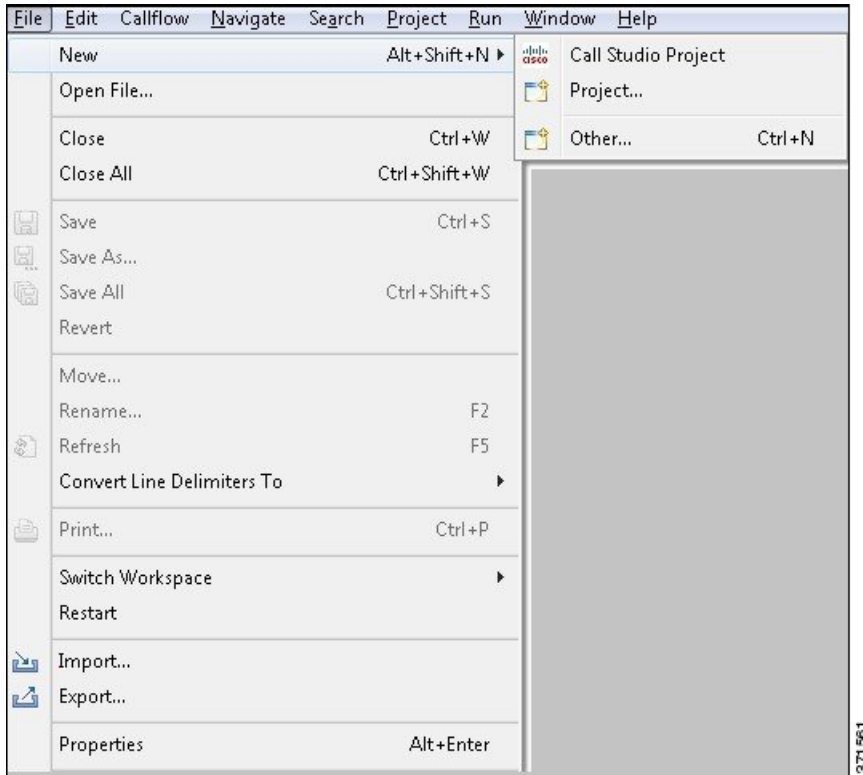 File Edit Callflow Navigate Search Project Run Window Help
New Alt+Shift+N
Open File...
Close Ctrl+W
Close All Ctrl+Shift+W
Save Ctrl+S
Save As...
Save All Ctrl+Shift+S
Revert
Move...
Rename... F2
Refresh F5
Convert Line Delimiters To
Print... Ctrl+P
Switch Workspace
Restart
Import...
Export...
Properties Alt+Enter
cisco Call Studio Project
Project...
Other... Ctrl+N
371561